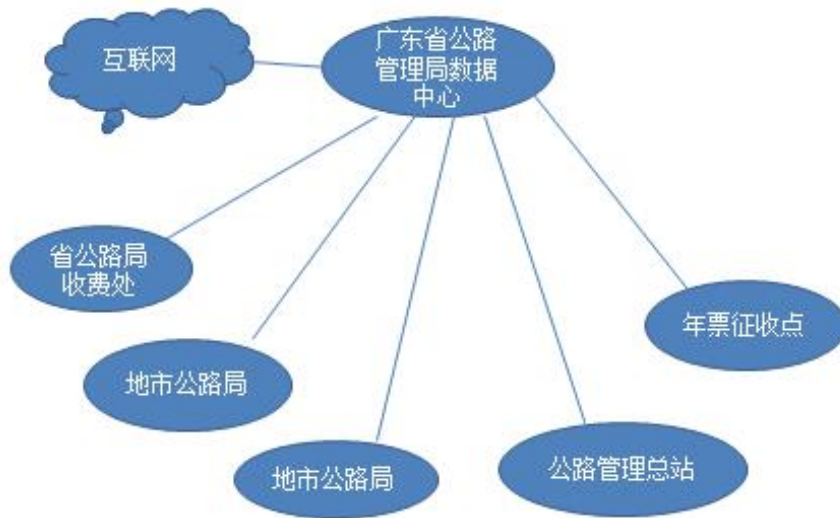 互联网
广东省公路
管理局数据
中心
省公路局
收费处
年票征收点
地市公路局
地市公路局
公路管理总站